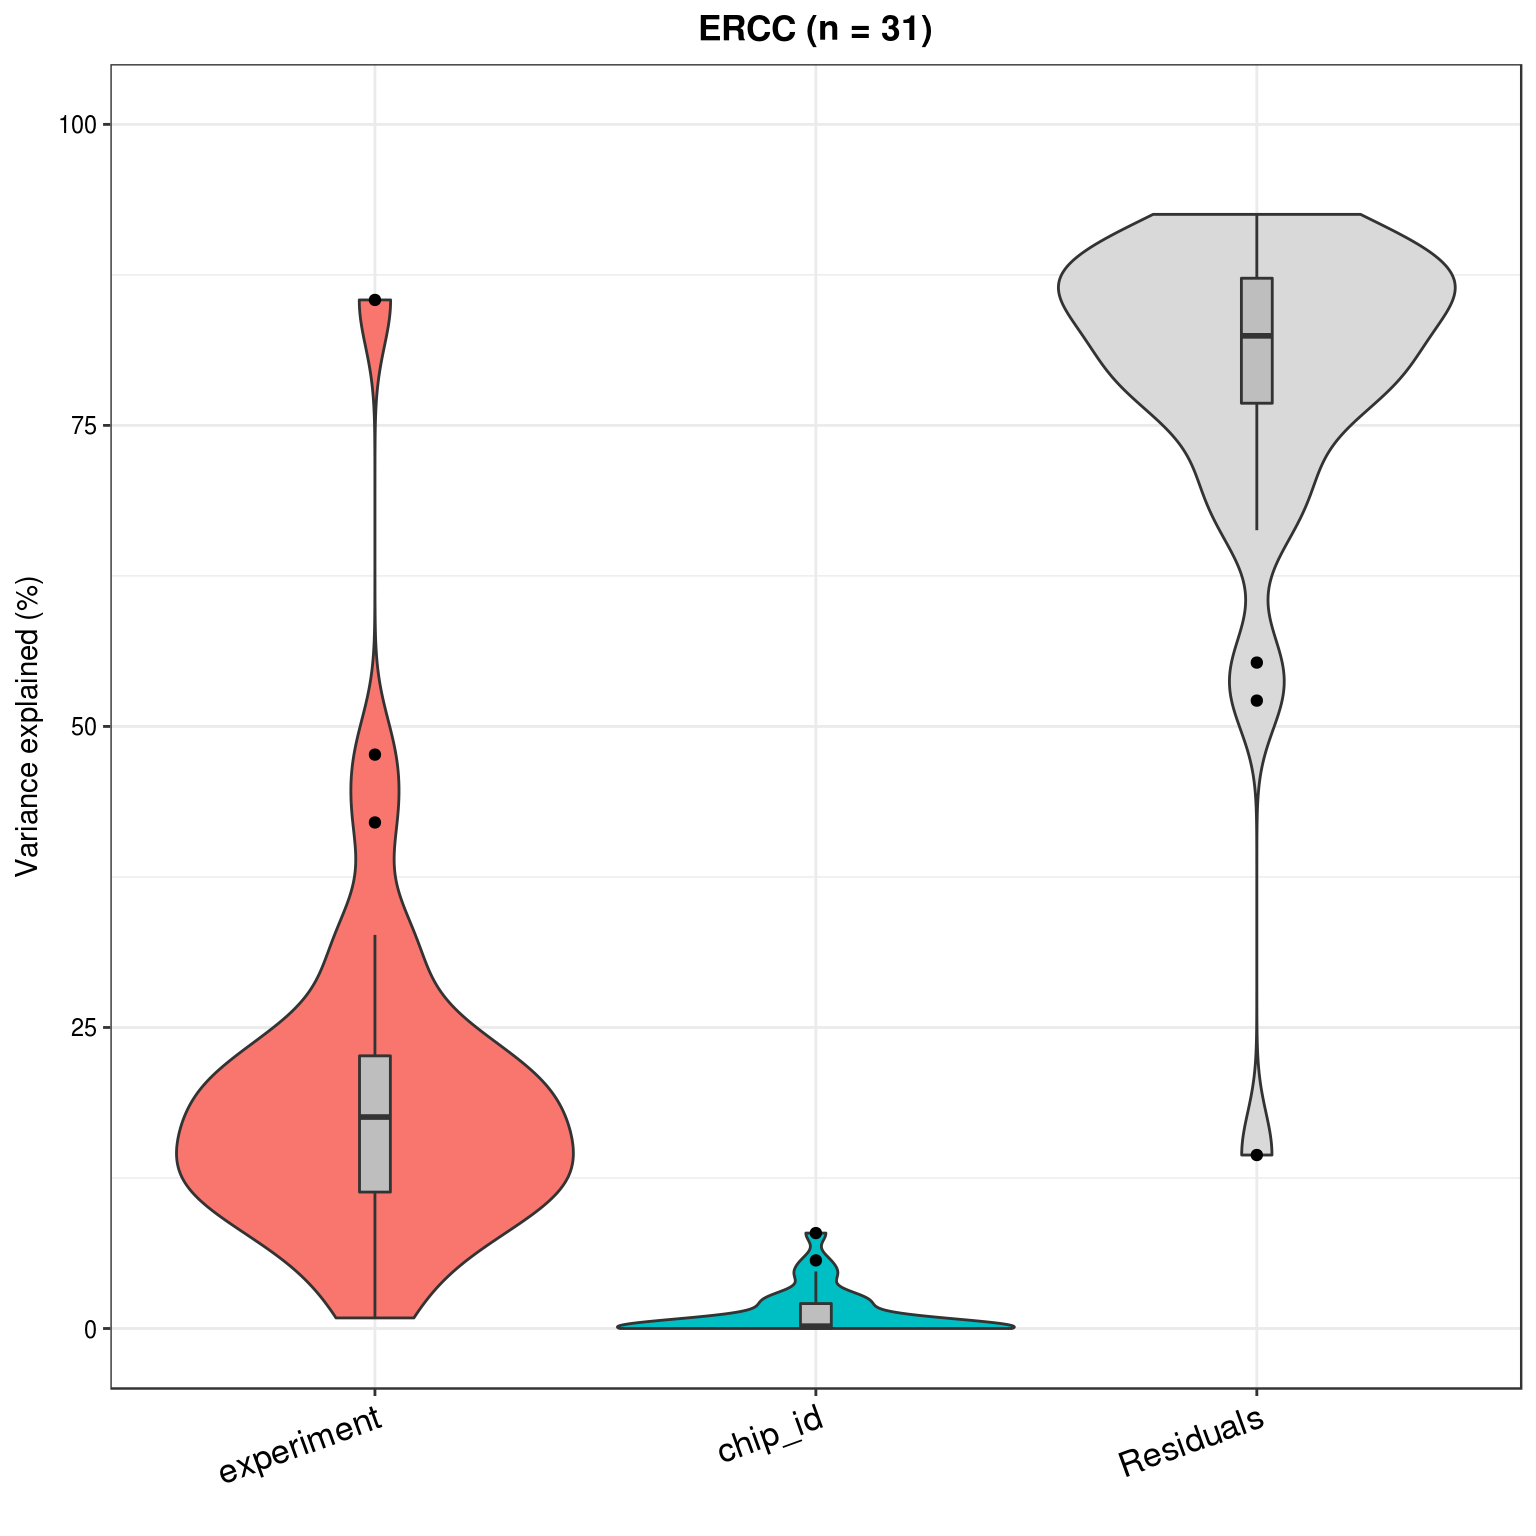 ERCC (n = 31)
Variance explained (%)
100
75
50
25
0
experiment
chip_id
Residuals